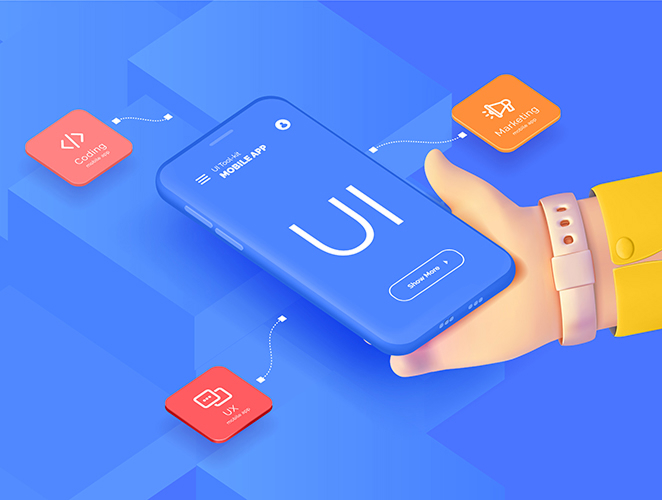 Coding
mobile app
Marketing
mobile app
UI Tool-kit
MOBILE APP
UI
Show More
UX
mobile app